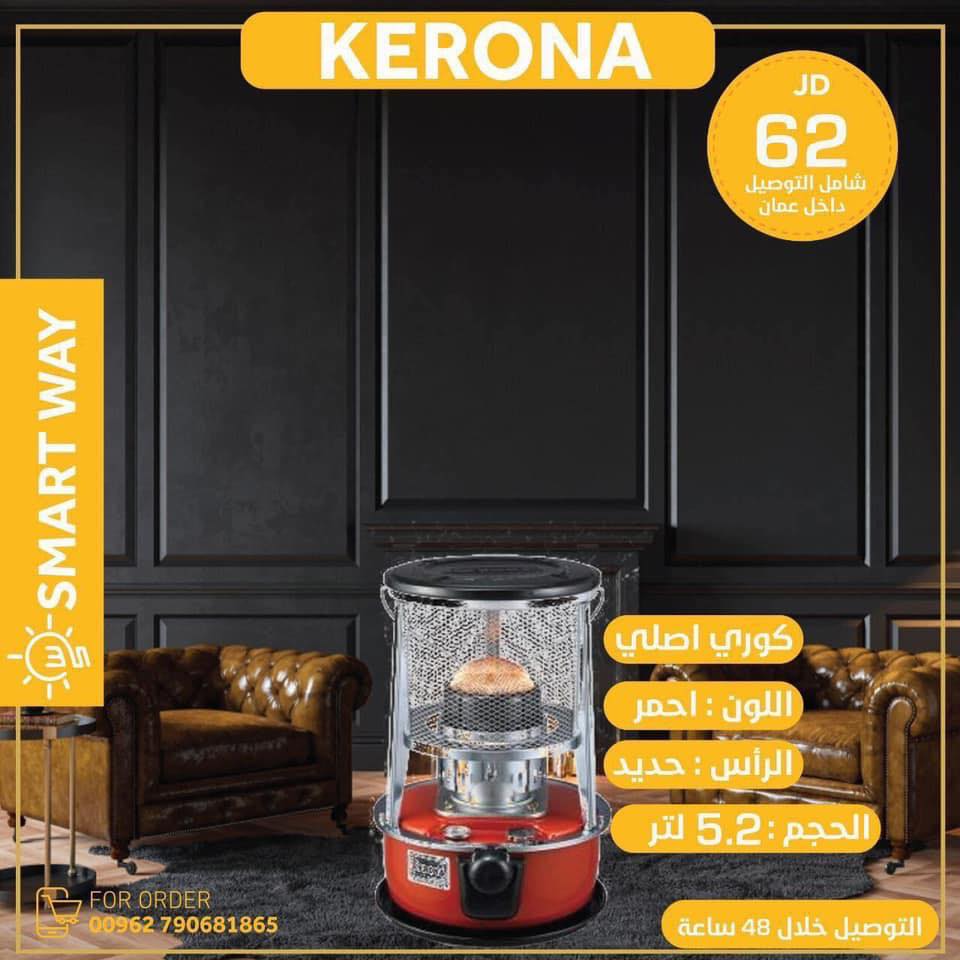 KERONA
JD
62
شامل التوصيل
داخل عمان
SMART WAY
كوري اصلي
اللون : احمر
الرأس : حديد
الحجم : 5.2 لتر
FOR ORDER
00962 790681865
التوصيل خلال 48 ساعة